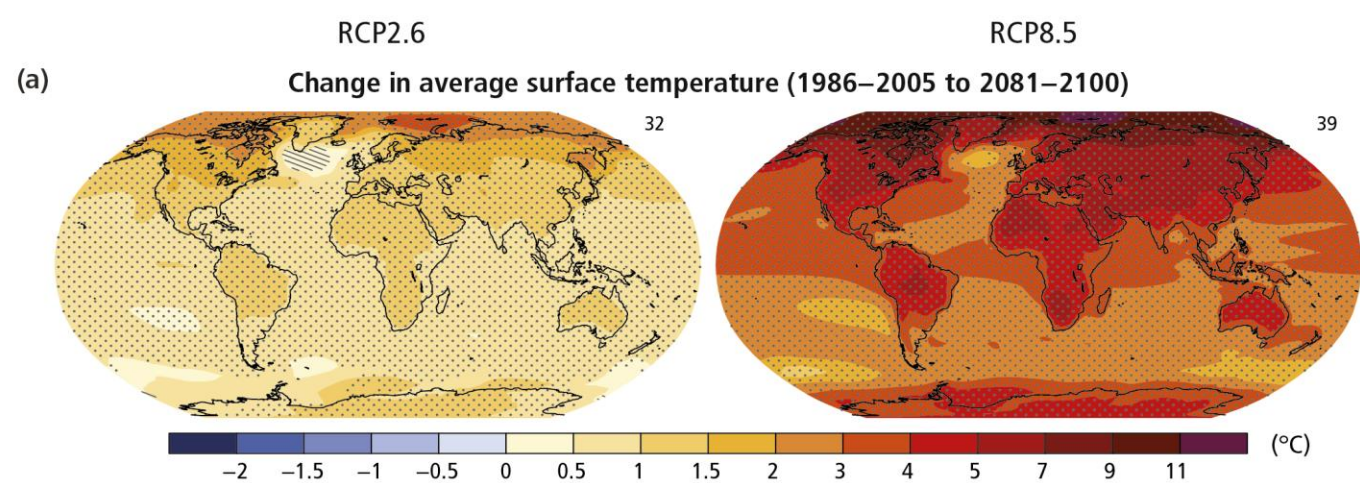 RCP2.6 RCP8.5
(a) Change in average surface temperature (1986–2005 to 2081–2100)
32 39
−2 −1.5 −1 −0.5 0 0.5 1 1.5 2 3 4 5 7 9 11 (°C)